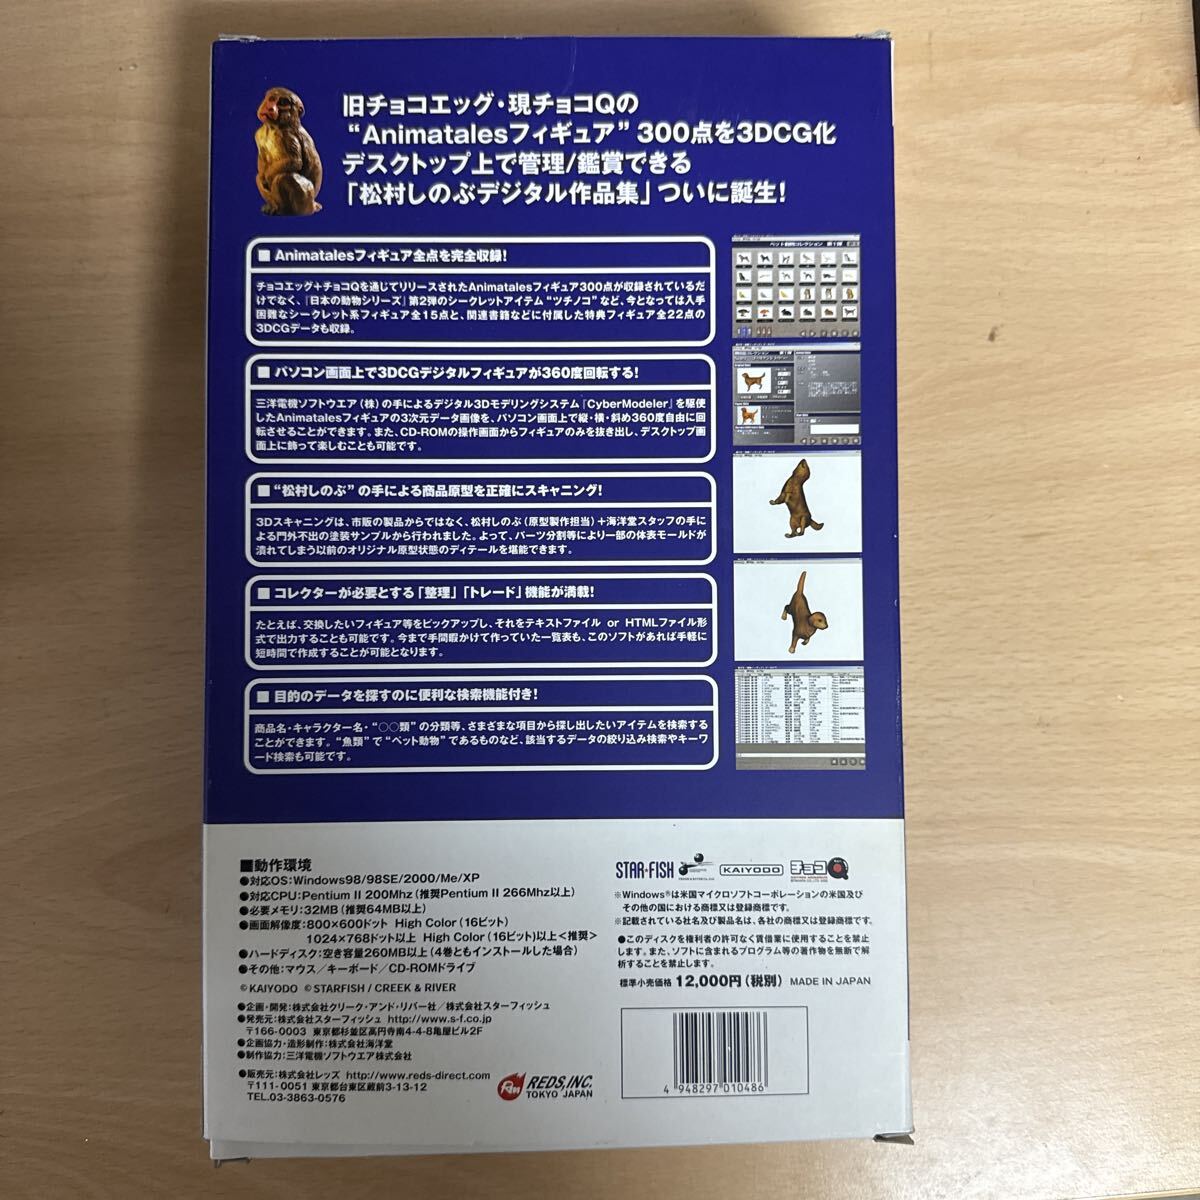 旧チョコエッグ・現チョコQの
“Animatalesフィギュア” 300点を3DCG化
デスクトップ上で管理/鑑賞できる
「松村しのぶデジタル作品集」ついに誕生!
■ Animatalesフィギュア全点を完全収録!
チョコエッグ+チョコQを通じてリリースされたAnimatalesフィギュア300点が収録されているだ
けでなく、『日本の動物シリーズ』第2弾のシークレットアイテム“ツチノコ”など、今となっては入手
困難なシークレット系フィギュア全15点と、関連書籍などに付属した特典フィギュア全22点の
3DCGデータも収録。
■ パソコン画面上で3DCGデジタルフィギュアが360度回転する!
三洋電機ソフトウエア(株)の手によるデジタル3Dモデリングシステム『CyberModeler』を駆使
したAnimatalesフィギュアの3次元データ画像を、パソコン画面上で縦・横・斜め360度自由に回
転させることができます。また、CD-ROMの操作画面からフィギュアのみを抜き出し、デスクトップ画
面上に飾って楽しむことも可能です。
■ “松村しのぶ”の手による商品原型を正確にスキャニング!
3Dスキャニングは、市販の製品からではなく、松村しのぶ(原型製作担当)+海洋堂スタッフの手に
よる門外不出の塗装サンプルから行われました。よって、パーツ分割等により一部の体表モールドが
潰れてしまう以前のオリジナル原型状態のディテールを堪能できます。
■ コレクターが必要とする「整理」「トレード」機能が満載!
たとえば、交換したいフィギュア等をピックアップし、それをテキストファイル or HTMLファイル形
式で出力することも可能です。今まで手間暇かけて作っていた一覧表も、このソフトがあれば手軽に
短時間で作成することが可能となります。
■ 目的のデータを探すのに便利な検索機能付き!
商品名・キャラクター名・“○○類”の分類等、さまざまな項目から探し出したいアイテムを検索する
ことができます。“魚類”で“ペット動物”であるものなど、該当するデータの絞り込み検索やキーワ
ード検索も可能です。
ペット動物コレクション 第1弾
■動作環境
●対応OS:Windows98/98SE/2000/Me/XP
●対応CPU:Pentium II 200Mhz (推奨Pentium II 266Mhz以上)
●必要メモリ:32MB (推奨64MB以上)
●画面解像度:800×600ドット High Color (16ビット)
1024×768ドット以上 High Color (16ビット)以上<推奨>
●ハードディスク:空き容量260MB以上 (4巻ともインストールした場合)
●その他:マウス/キーボード/CD-ROMドライブ
©KAIYODO ©STARFISH / CREEK & RIVER
●企画・開発:株式会社クリーク・アンド・リバー社/株式会社スターフィッシュ
●発売元:株式会社スターフィッシュ http://www.s-f.co.jp
〒166-0003 東京都杉並区高円寺南4-4-8亀屋ビル2F
●企画協力・造形制作:株式会社海洋堂
●制作協力:三洋電機ソフトウエア株式会社
●販売元:株式会社レッズ http://www.reds-direct.com
〒111-0051 東京都台東区蔵前3-13-12
TEL.03-3863-0576
REDS,INC.
TOKYO JAPAN
STAR★FISH
KAIYODO
チョコQ
※Windows®は米国マイクロソフトコーポレーションの米国及び
その他の国における商標又は登録商標です。
※記載されている社名及び製品名は、各社の商標又は登録商標です。
●このディスクを権利者の許可なく賃借業に使用することを禁止
します。また、ソフトに含まれるプログラム等の著作物を無断で解
析することを禁止します。
標準小売価格 12,000円(税別) MADE IN JAPAN
4 948297 010486